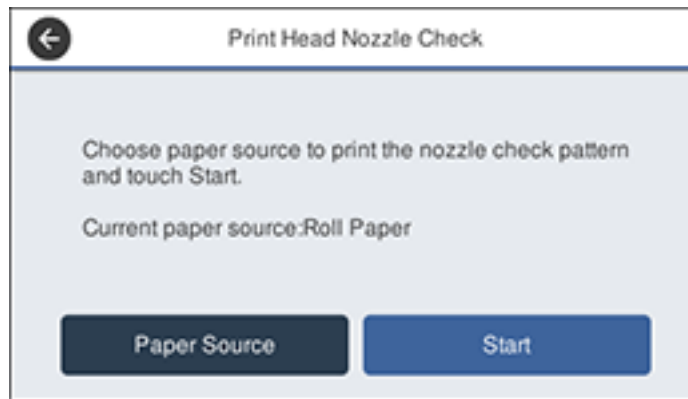 Print Head Nozzle Check
Choose paper source to print the nozzle check pattern
and touch Start.
Current paper source:Roll Paper
Paper Source
Start